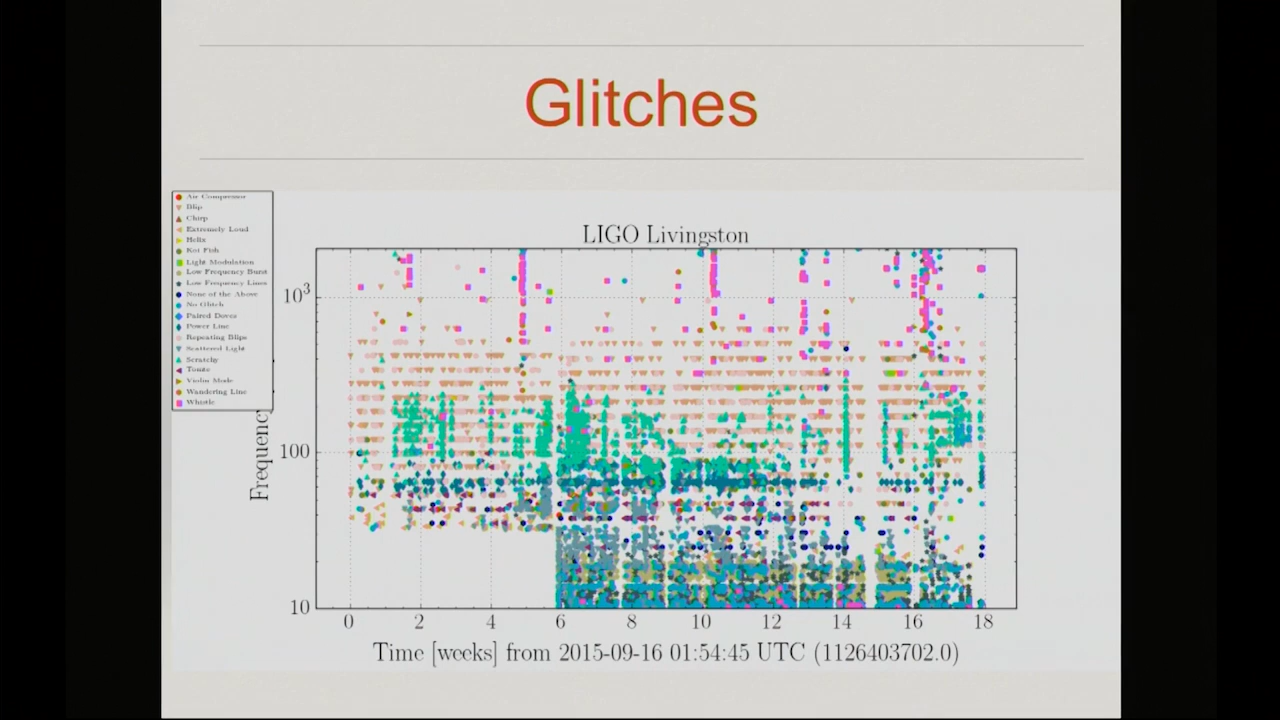 Glitches
Air Compressor
Blip
Chirp
Extremely Loud
Helix
Koi Fish
Light Modulation
Low Frequency Burst
Low Frequency Lines
None of the Above
No Glitch
Paired Doves
Power Line
Repeating Blips
Scattered Light
Scratchy
Tomte
Violin Mode
Wandering Line
Whistle
LIGO Livingston
10³
100
10
Frequency
0 2 4 6 8 10 12 14 16 18
Time [weeks] from 2015-09-16 01:54:45 UTC (1126403702.0)